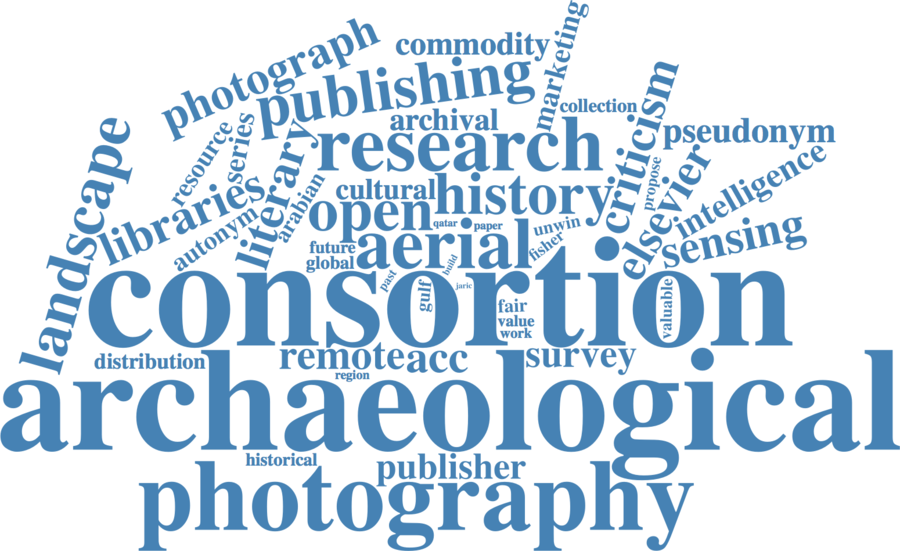 photograph
commodity
marketing
publishing
collection
criticism
archival
pseudonym
resource
series
literary
research
landscape
libraries
autonym
arabian
cultural
history
propose
elsevier
intelligence
open
qatar
paper
unwin
fisher
sensing
future
global
aerial
past
build
gulf
jaric
consortion
fair
value
work
valuable
distribution
remote
acc
survey
region
archaeological
historical
publisher
photography